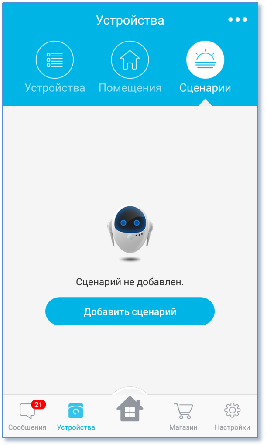 Устройства
Устройства Помещения Сценарии
Сценарий не добавлен.
Добавить сценарий
21
Сообщения Устройства Магазин Настройки